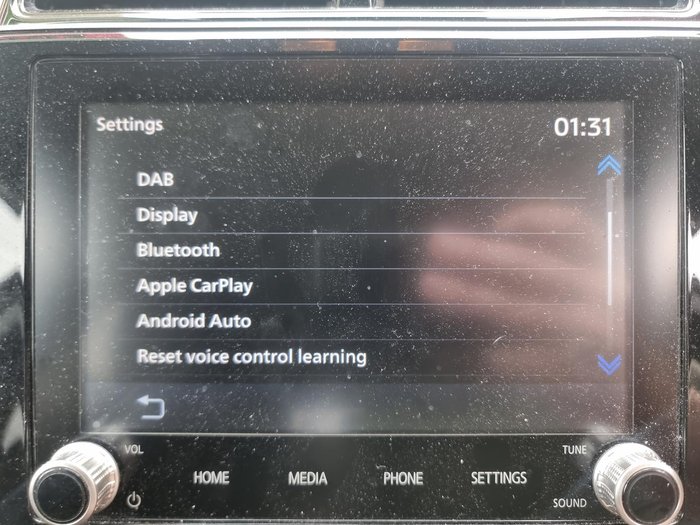 Settings
01:31
DAB
Display
Bluetooth
Apple CarPlay
Android Auto
Reset voice control learning
VOL
TUNE
HOME
MEDIA
PHONE
SETTINGS
SOUND